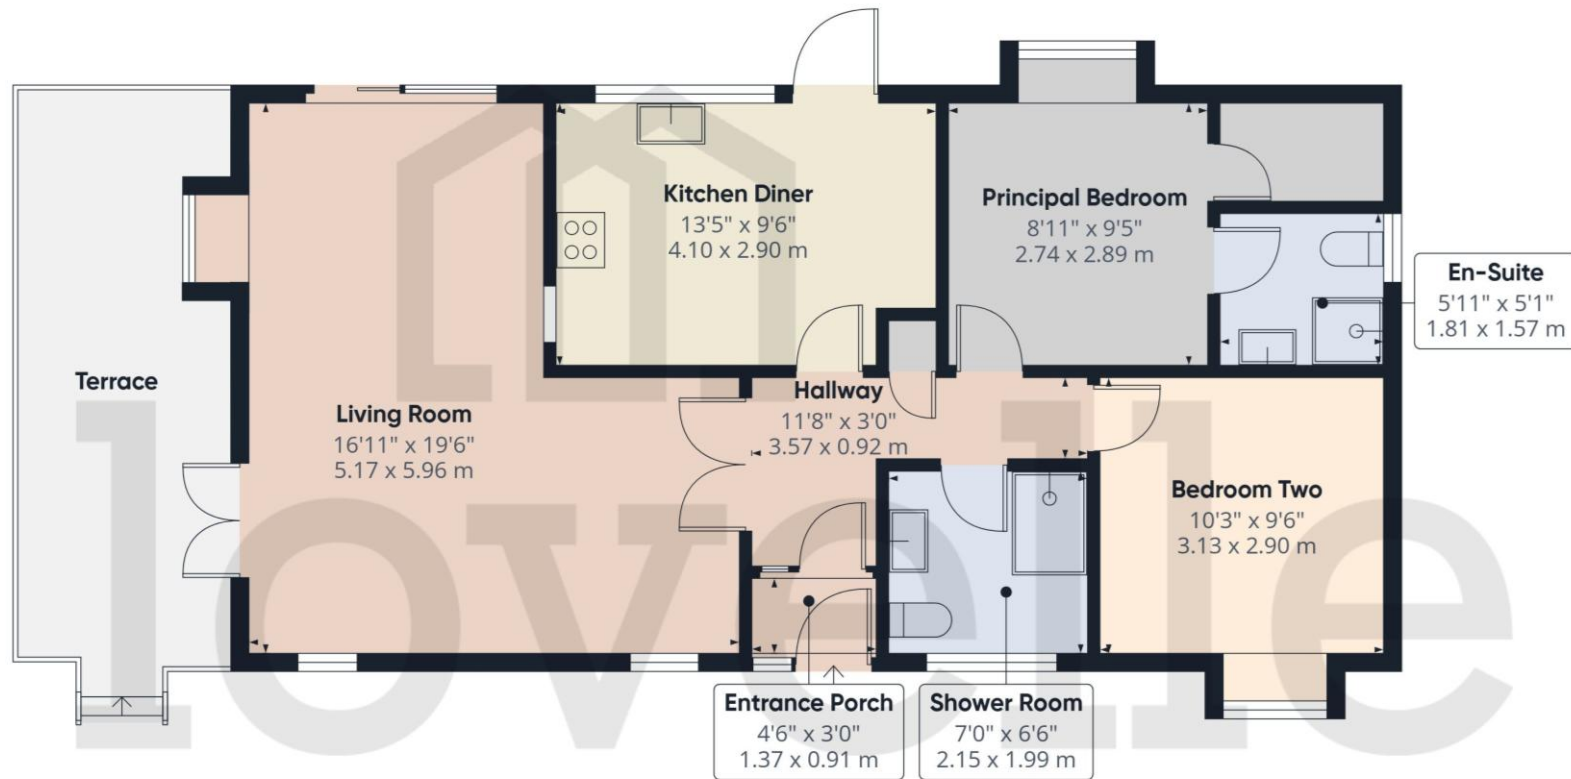 Kitchen Diner
13'5" x 9'6"
4.10 x 2.90 m
Principal Bedroom
8'11" x 9'5"
2.74 x 2.89 m
En-Suite
5'11" x 5'1"
1.81 x 1.57 m
Terrace
Living Room
16'11" x 19'6"
5.17 x 5.96 m
Hallway
11'8" x 3'0"
3.57 x 0.92 m
Bedroom Two
10'3" x 9'6"
3.13 x 2.90 m
Entrance Porch
4'6" x 3'0"
1.37 x 0.91 m
Shower Room
7'0" x 6'6"
2.15 x 1.99 m
lovelle